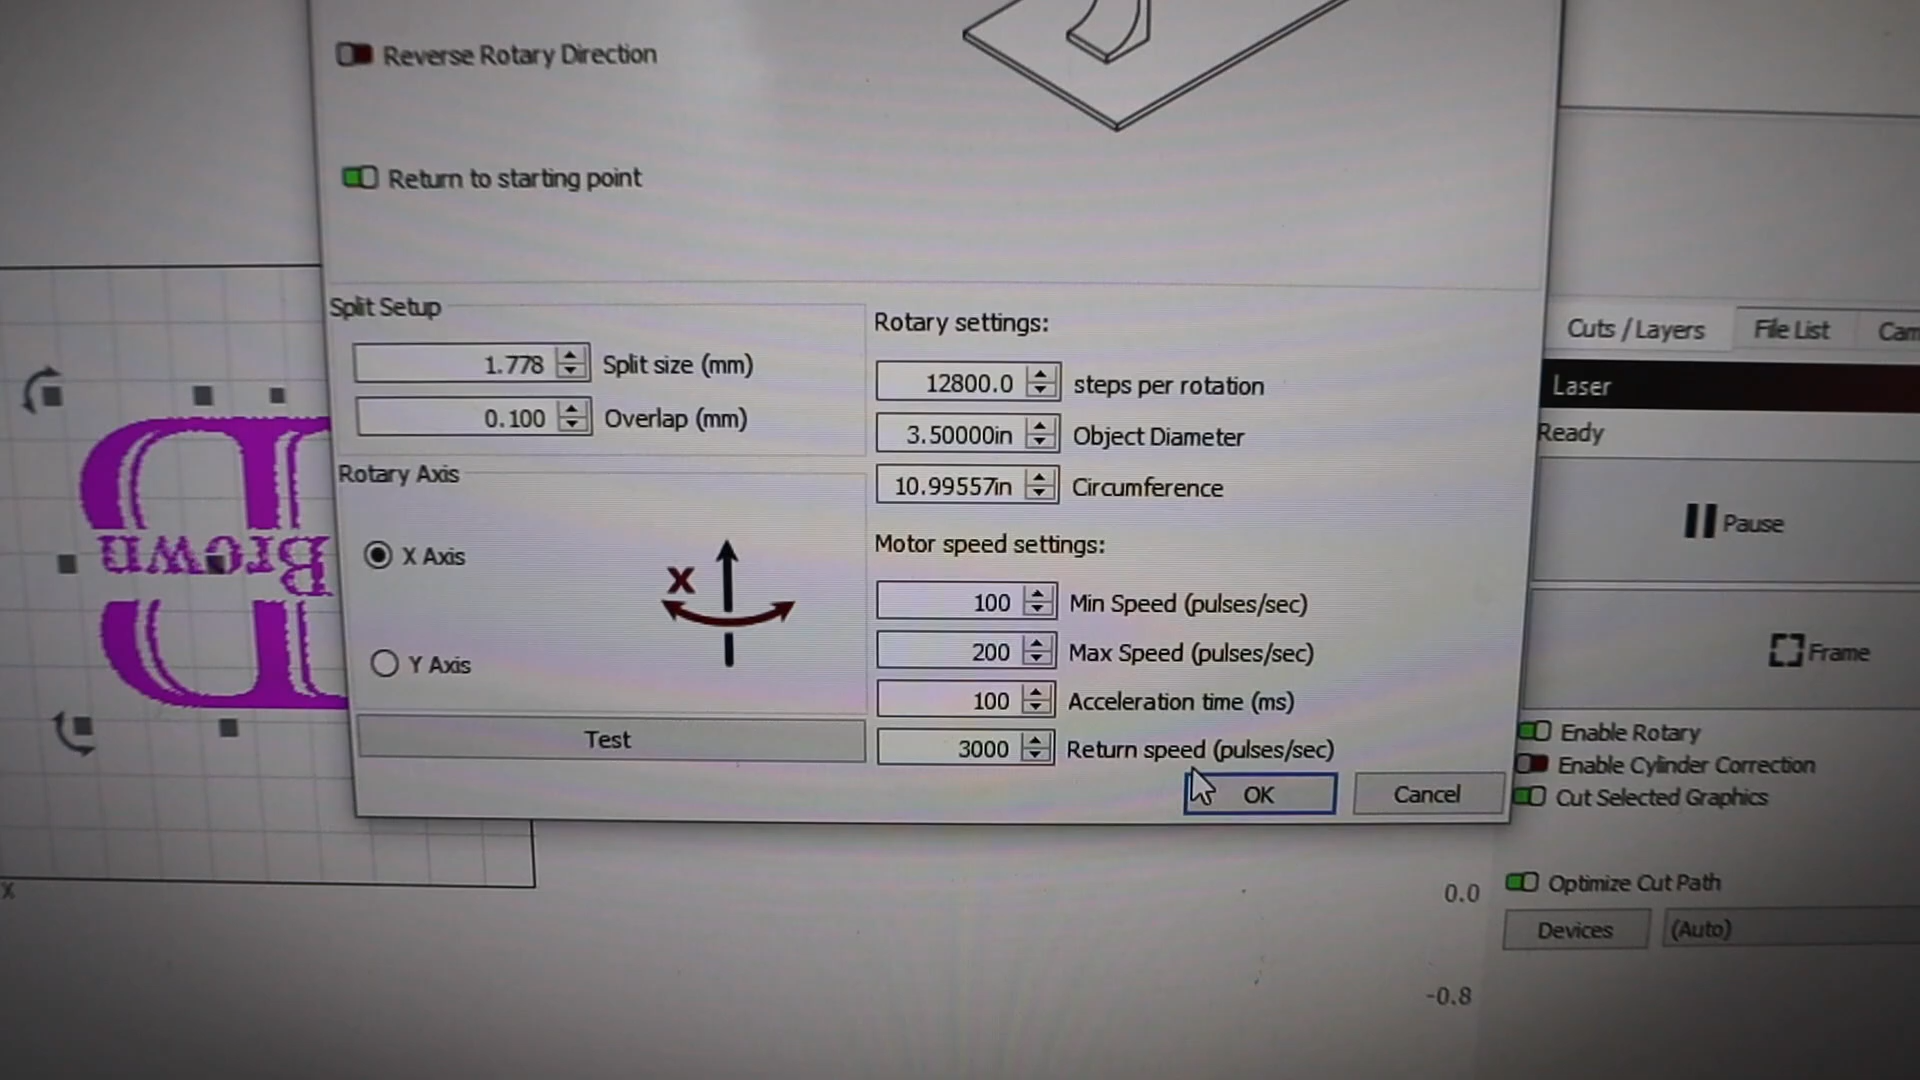 Reverse Rotary Direction
Return to starting point
Split Setup
1.778 Split size (mm)
0.100 Overlap (mm)
Rotary Axis
X Axis
X
Y Axis
Test
Rotary settings:
12800.0 steps per rotation
3.50000in Object Diameter
10.99557in Circumference
Motor speed settings:
100 Min Speed (pulses/sec)
200 Max Speed (pulses/sec)
100 Acceleration time (ms)
3000 Return speed (pulses/sec)
OK Cancel
Cuts / Layers File List Cam
Laser
Ready
Pause
Frame
Enable Rotary
Enable Cylinder Correction
Cut Selected Graphics
Optimize Cut Path
Devices (Auto)
B
Brown
X
0.0
-0.8